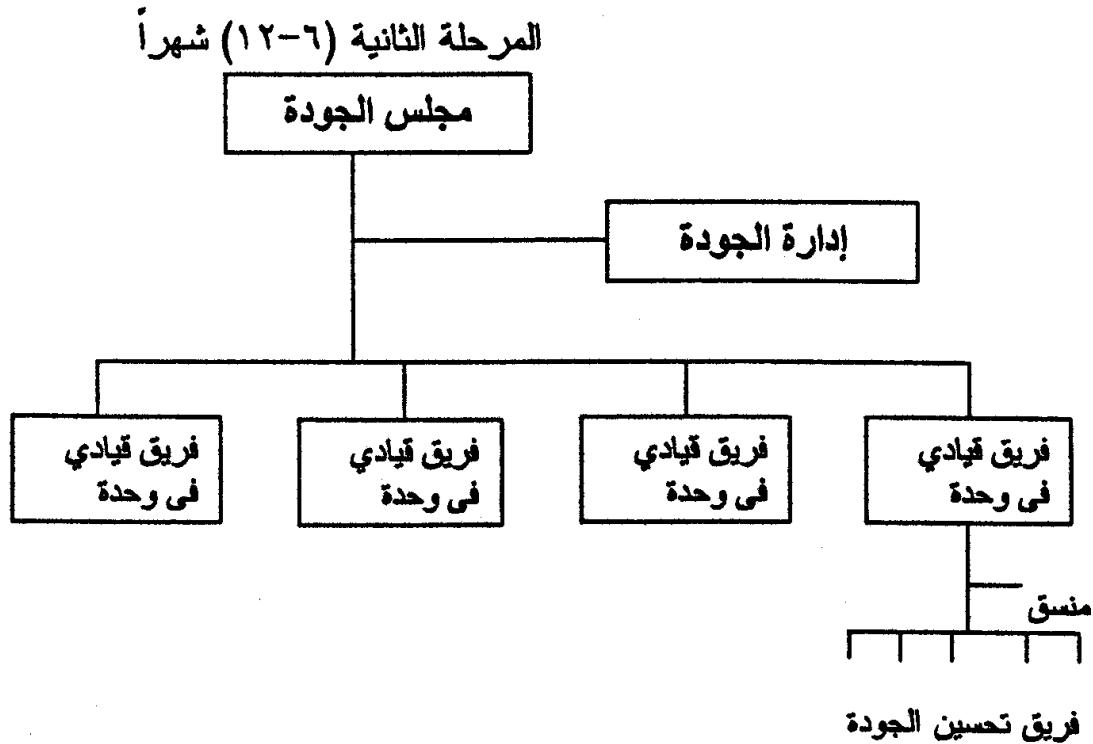 المرحلة الثانية (٦-١٢) شهراً
مجلس الجودة
إدارة الجودة
فريق قيادي
فى وحدة
فريق قيادي
فى وحدة
فريق قيادي
فى وحدة
فريق قيادي
فى وحدة
منسق
فريق تحسين الجودة